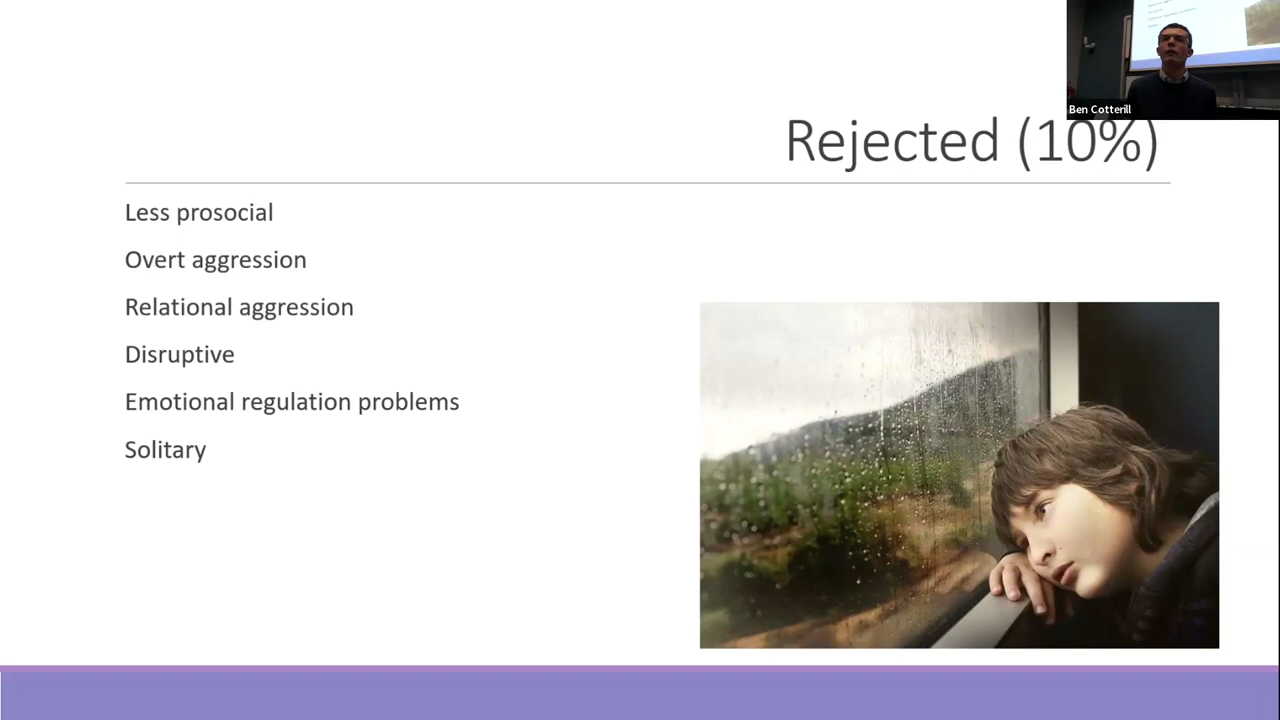 Ben Cotterill
Rejected (10%)
Less prosocial
Overt aggression
Relational aggression
Disruptive
Emotional regulation problems
Solitary